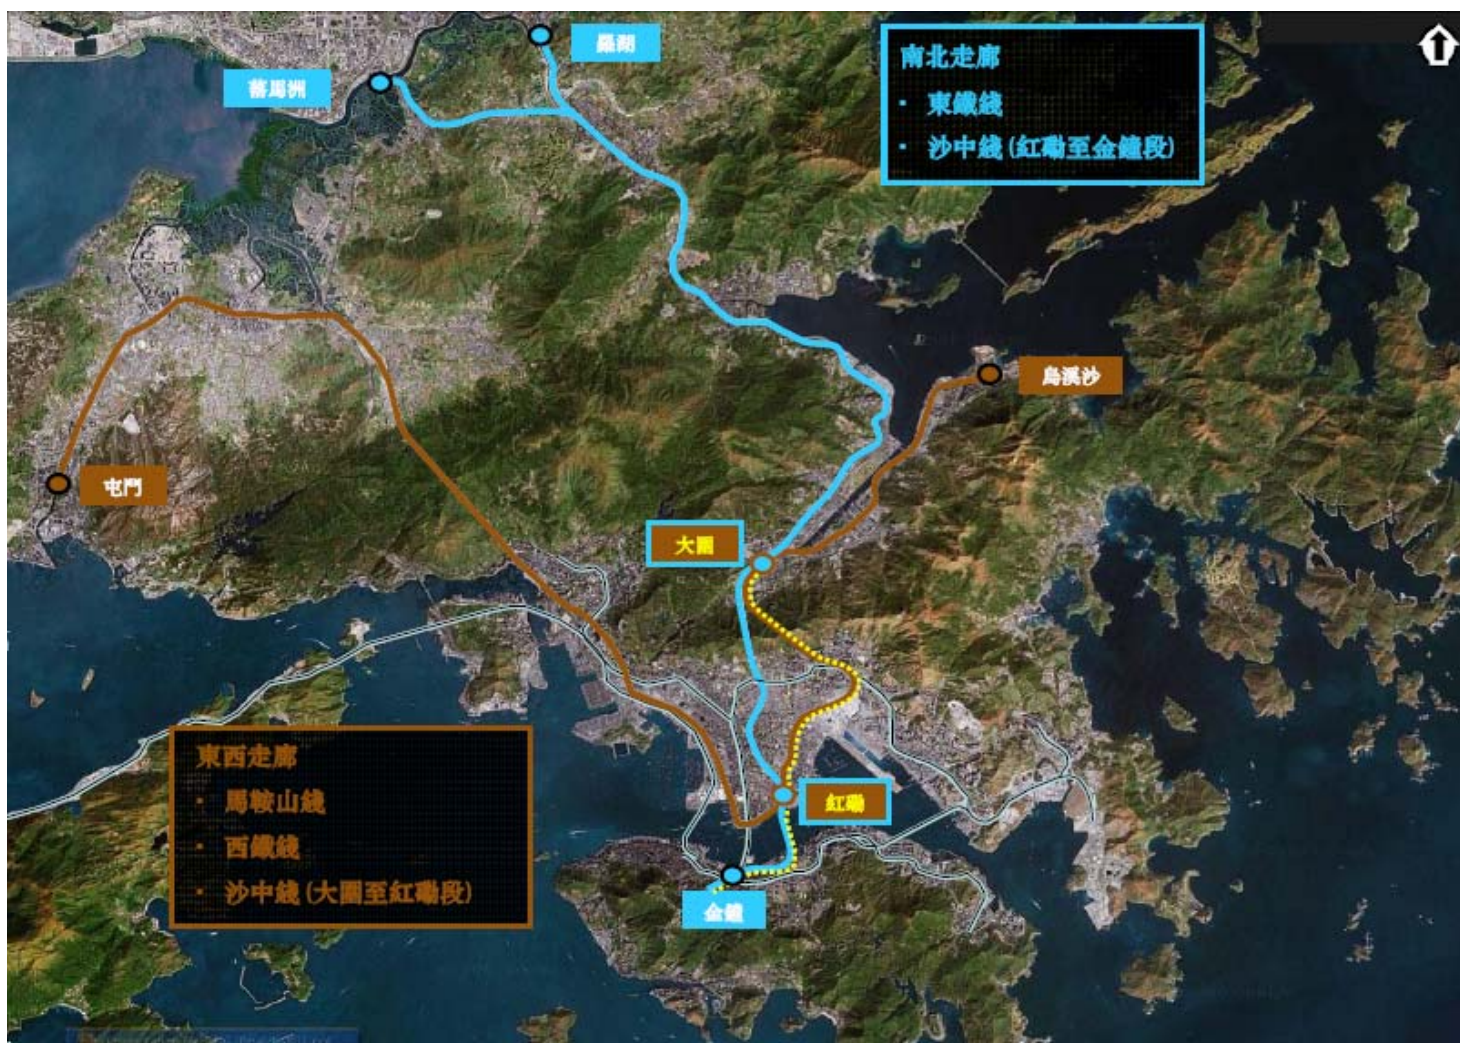 羅湖
落馬洲
南北走廊
· 東鐵綫
· 沙中綫 (紅磡至金鐘段)
烏溪沙
屯門
大圍
東西走廊
· 馬鞍山綫
· 西鐵綫
· 沙中綫 (大圍至紅磡段)
紅磡
金鐘